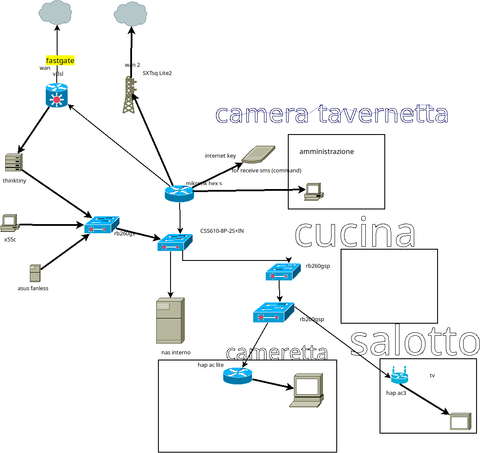 fastgate
wan
vdsl
wan 2
SXTsq Lite2
camera tavernetta
internet key
for receive sms (command)
amministrazione
thinktiny
mikrotik hex s
x55c
rb260gs
CSS610-8P-2S+IN
cucina
rb260gsp
asus fanless
rb260gsp
salotto
nas interno
cameretta
hap ac lite
tv
hap ac3